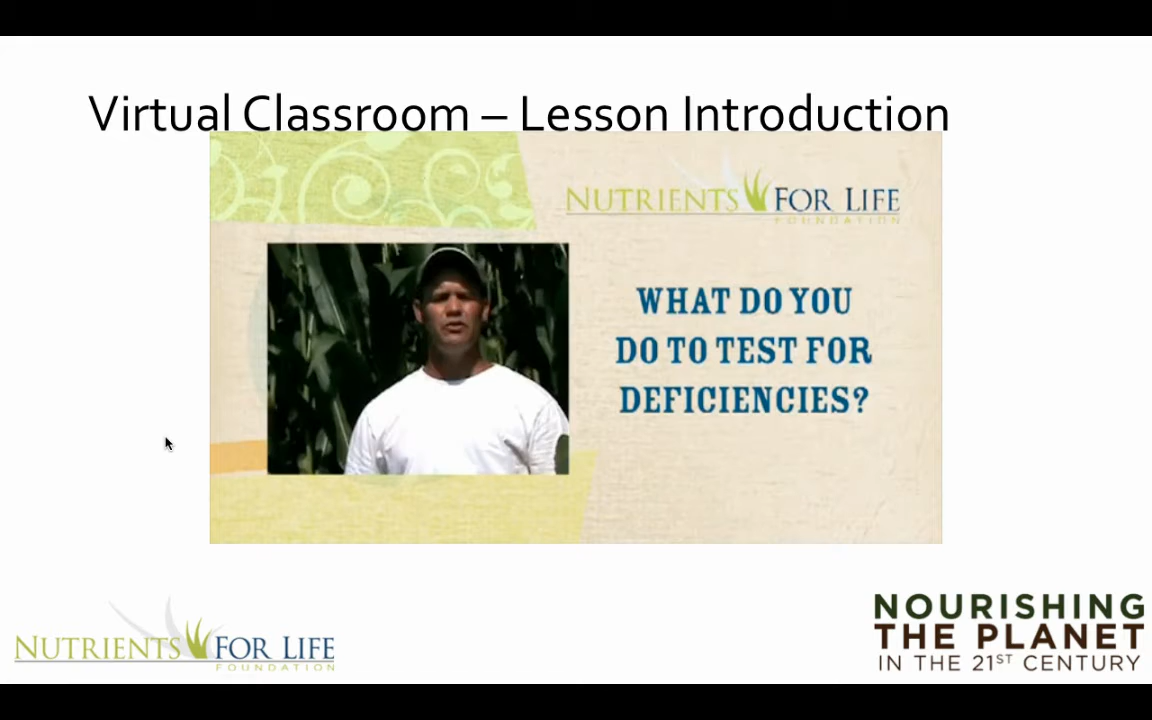 Virtual Classroom – Lesson Introduction
NUTRIENTS FOR LIFE
FOUNDATION
WHAT DO YOU
DO TO TEST FOR
DEFICIENCIES?
NUTRIENTS FOR LIFE
FOUNDATION
NOURISHING
THE PLANET
IN THE 21ST CENTURY